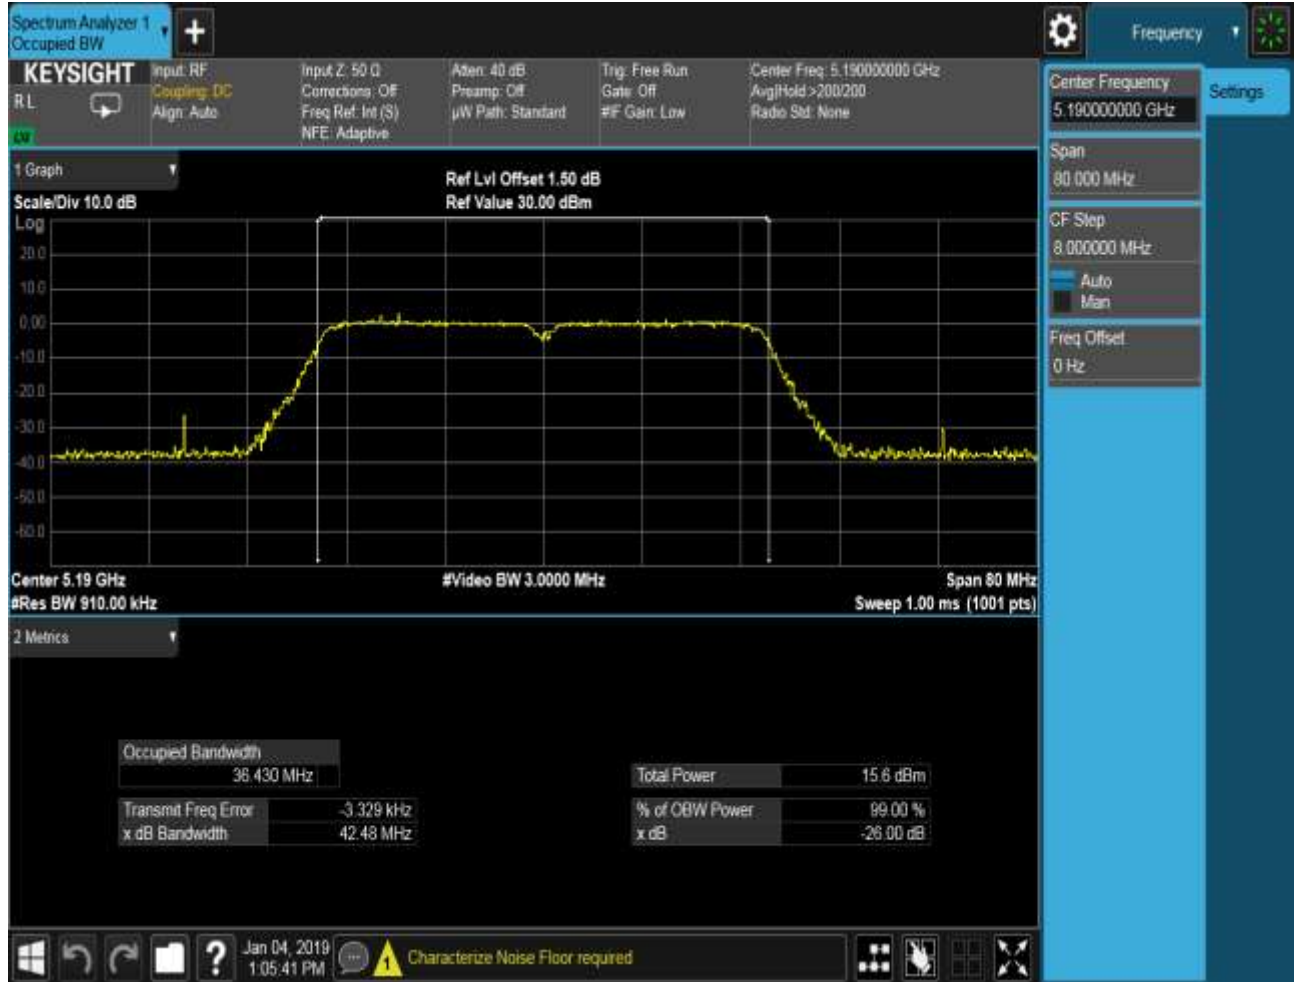 Spectrum Analyzer 1
Occupied BW
Frequency
KEYSIGHT
R L
Input: RF
Coupling: DC
Align: Auto
Input Z: 50 Ω
Corrections: Off
Freq Ref: Int (S)
NFE: Adaptive
Atten: 40 dB
Preamp: Off
µW Path: Standard
Trig: Free Run
Gate: Off
#IF Gain: Low
Center Freq: 5.190000000 GHz
Avg|Hold:>200/200
Radio Std: None
Center Frequency
5.190000000 GHz
Settings
Span
80.000 MHz
CF Step
8.000000 MHz
Auto
Man
Freq Offset
0 Hz
1 Graph
Scale/Div 10.0 dB
Ref Lvl Offset 1.50 dB
Ref Value 30.00 dBm
Log
20.0
10.0
0.00
-10.0
-20.0
-30.0
-40.0
-50.0
-60.0
Center 5.19 GHz
#Video BW 3.0000 MHz
Span 80 MHz
#Res BW 910.00 kHz
Sweep 1.00 ms (1001 pts)
2 Metrics
Occupied Bandwidth
36.430 MHz
Total Power 15.6 dBm
Transmit Freq Error -3.329 kHz
% of OBW Power 99.00 %
x dB Bandwidth 42.48 MHz
x dB -26.00 dB
?
Jan 04, 2019
1:05:41 PM
1
Characterize Noise Floor required